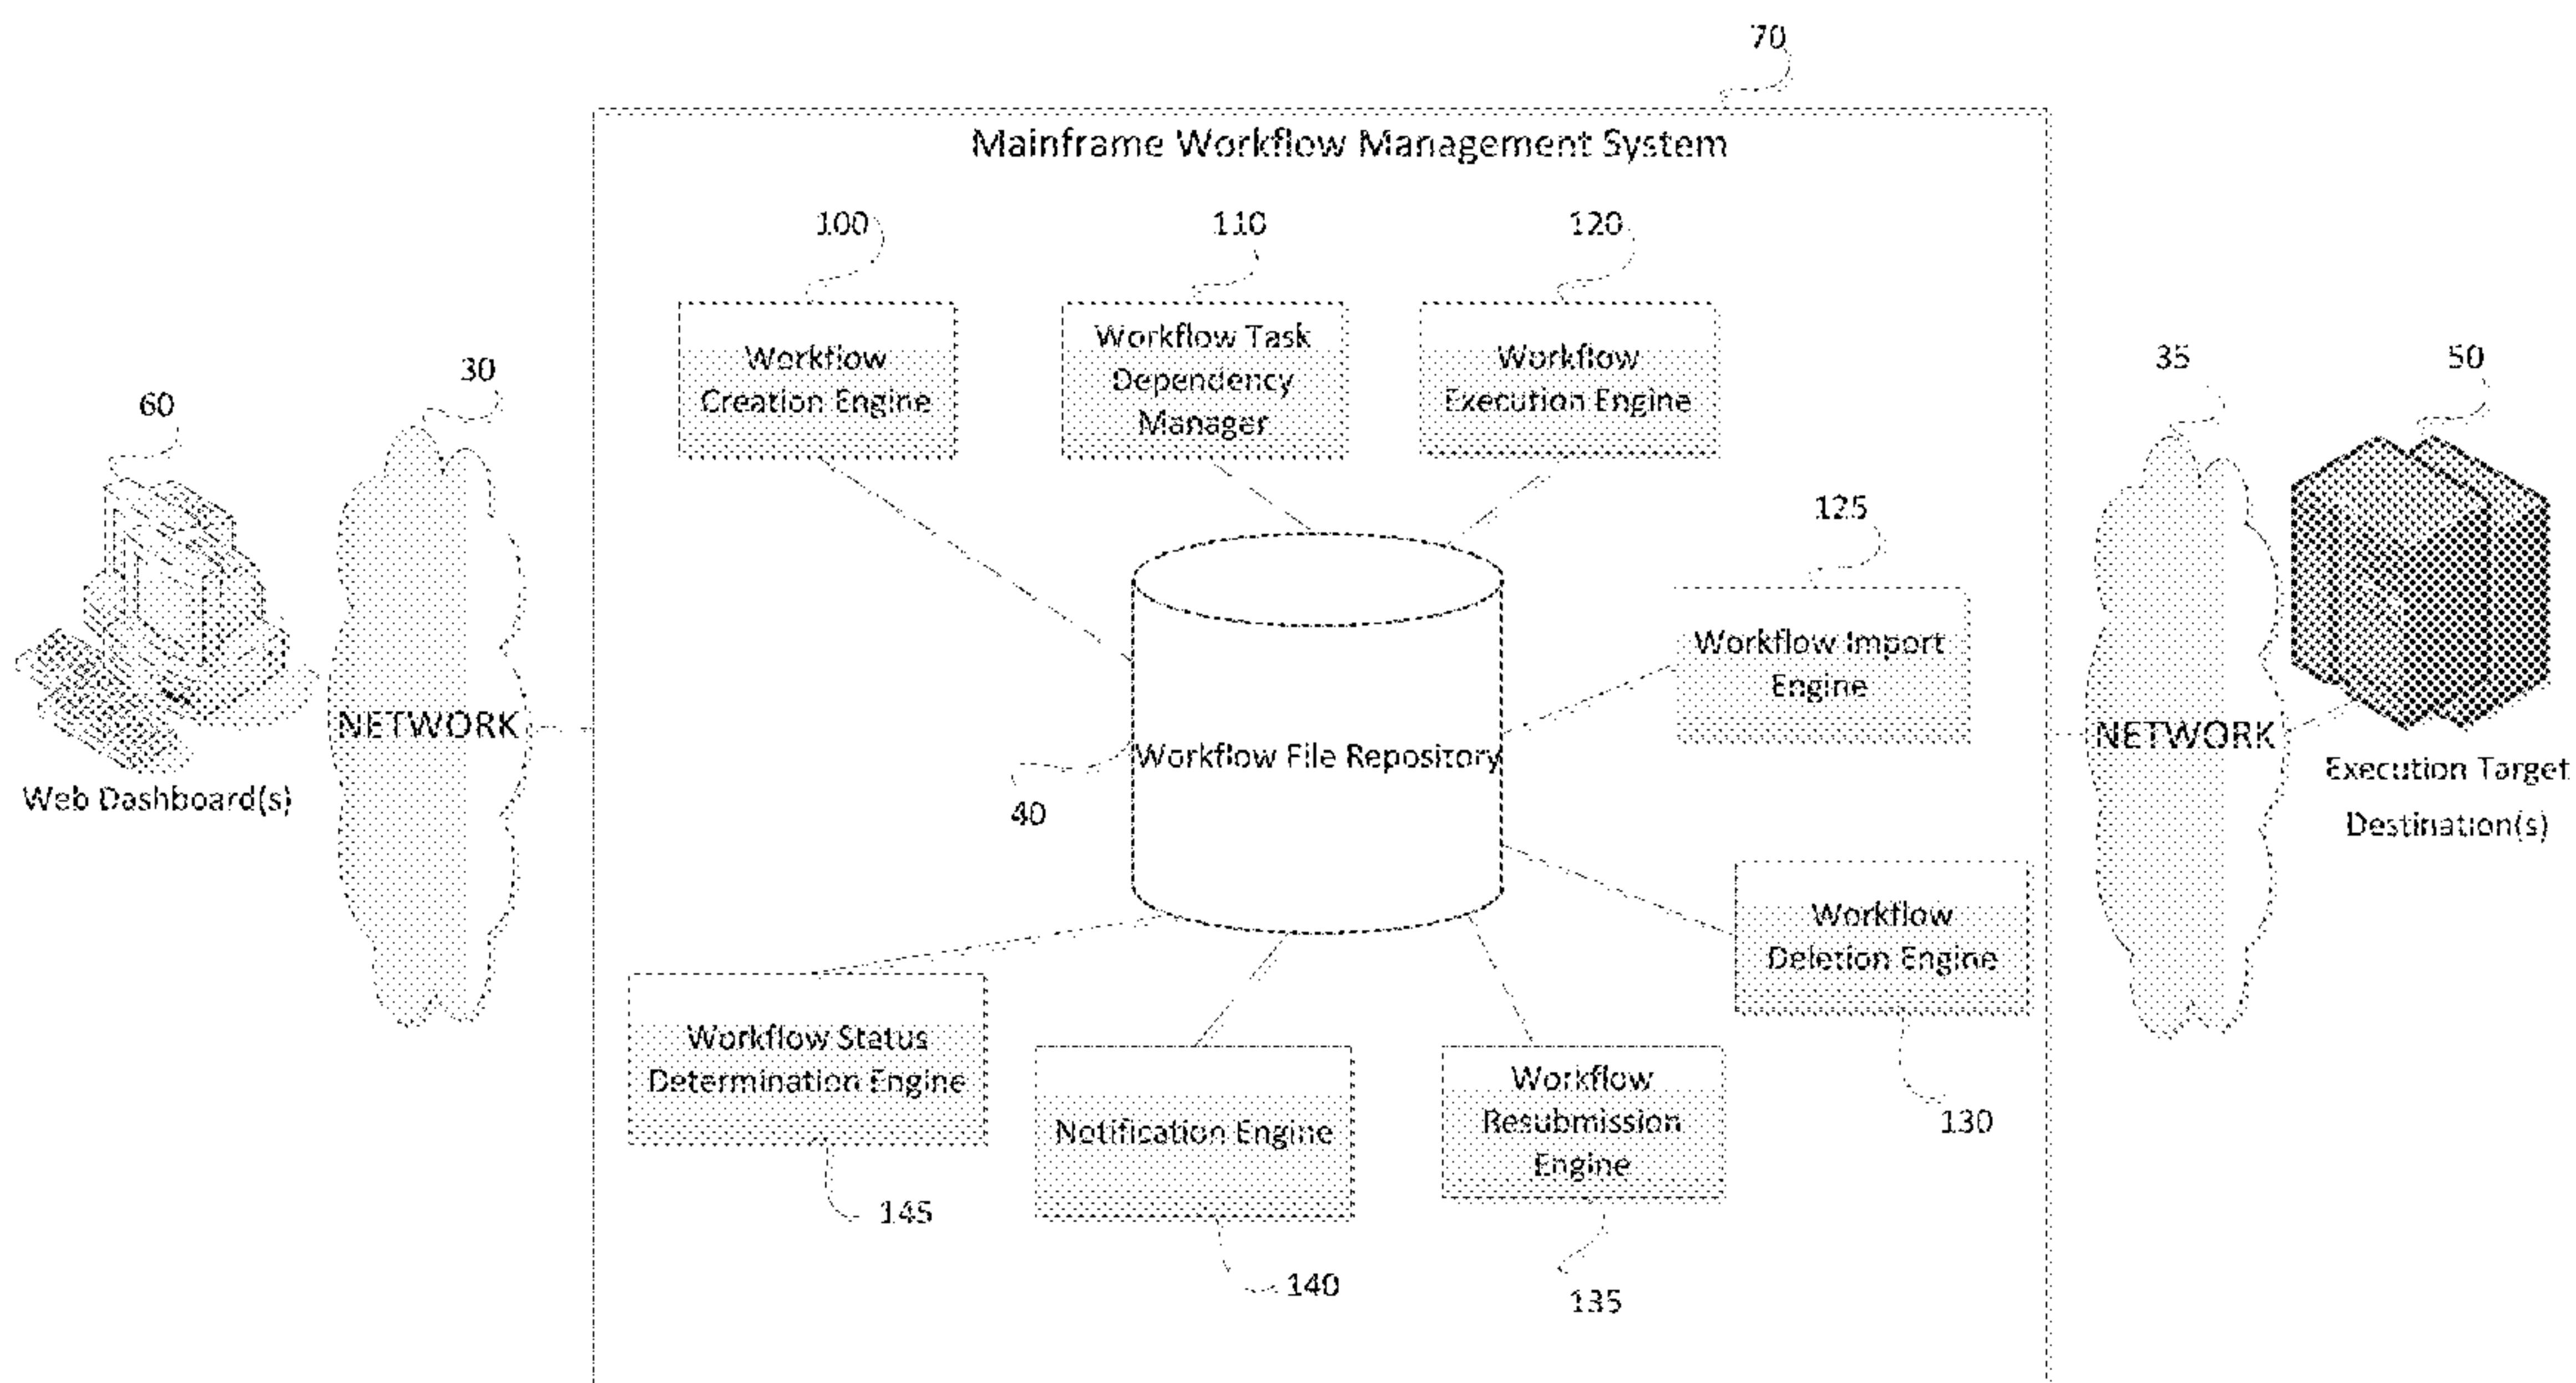 70
Mainframe Workflow Management System
100
110
120
Workflow
Creation Engine
Workflow Task
Dependency
Manager
Workflow
Execution Engine
60
30
35
50
125
Workflow Import
Engine
NETWORK
Web Dashboard(s)
Workflow File Repository
40
NETWORK
Execution Target
Destination(s)
Workflow
Deletion Engine
130
Workflow Status
Determination Engine
145
Notification Engine
140
Workflow
Resubmission
Engine
135